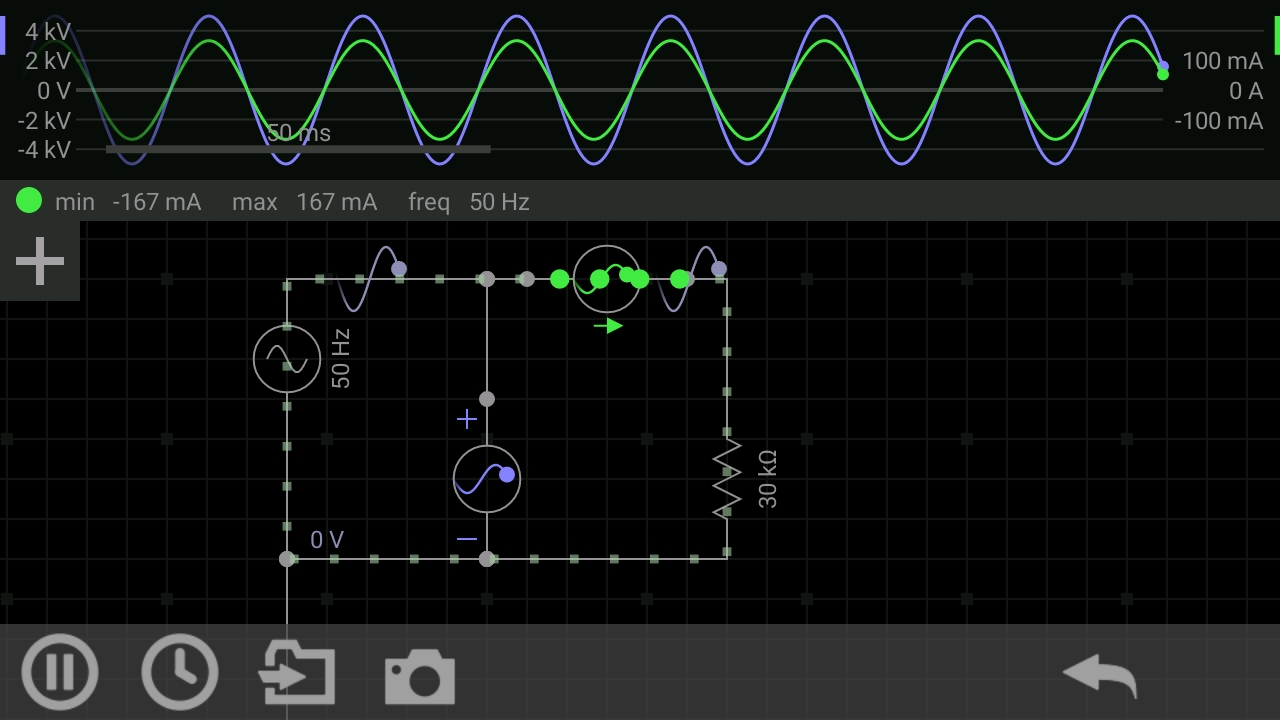 4 kV
2 kV
0 V
-2 kV
-4 kV
50 ms
100 mA
0 A
-100 mA
min -167 mA max 167 mA freq 50 Hz
50 Hz
+
30 kΩ
0 V
−